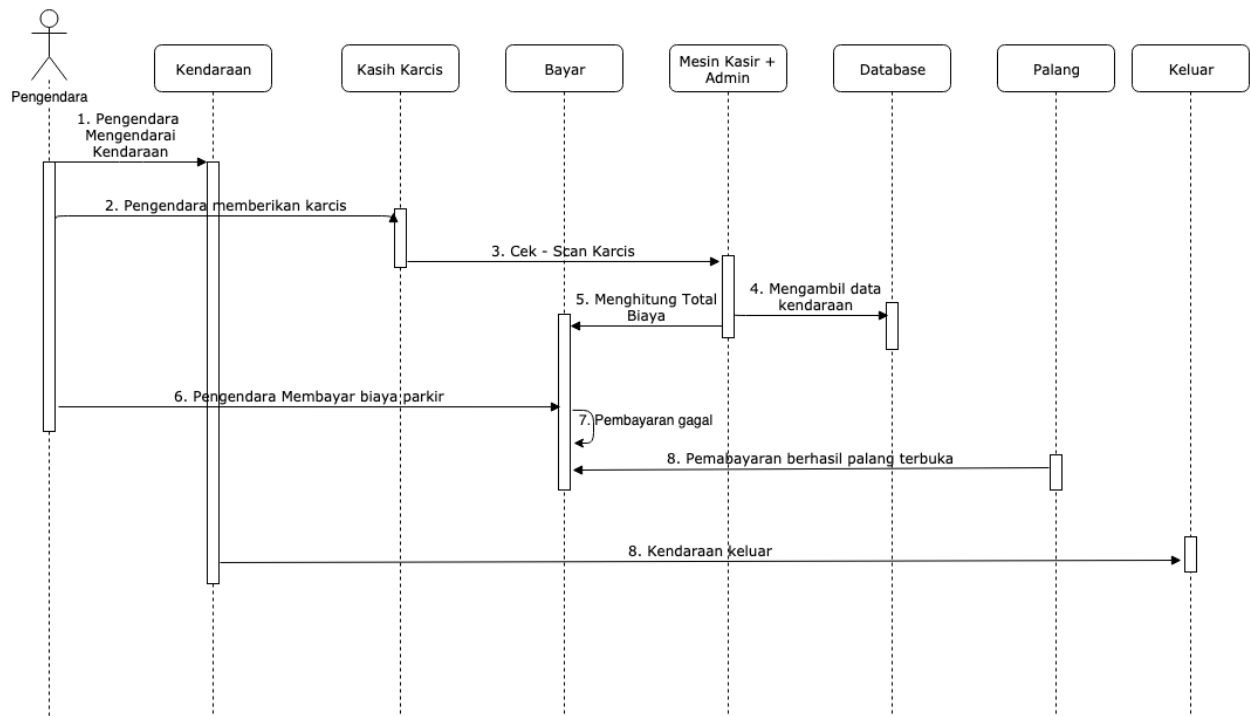 Pengendara
Kendaraan
Kasih Karcis
Bayar
Mesin Kasir +
Admin
Database
Palang
Keluar
1. Pengendara
Mengendarai
Kendaraan
2. Pengendara memberikan karcis
3. Cek - Scan Karcis
4. Mengambil data
kendaraan
5. Menghitung Total
Biaya
6. Pengendara Membayar biaya parkir
7. Pembayaran gagal
8. Pemabayaran berhasil palang terbuka
8. Kendaraan keluar